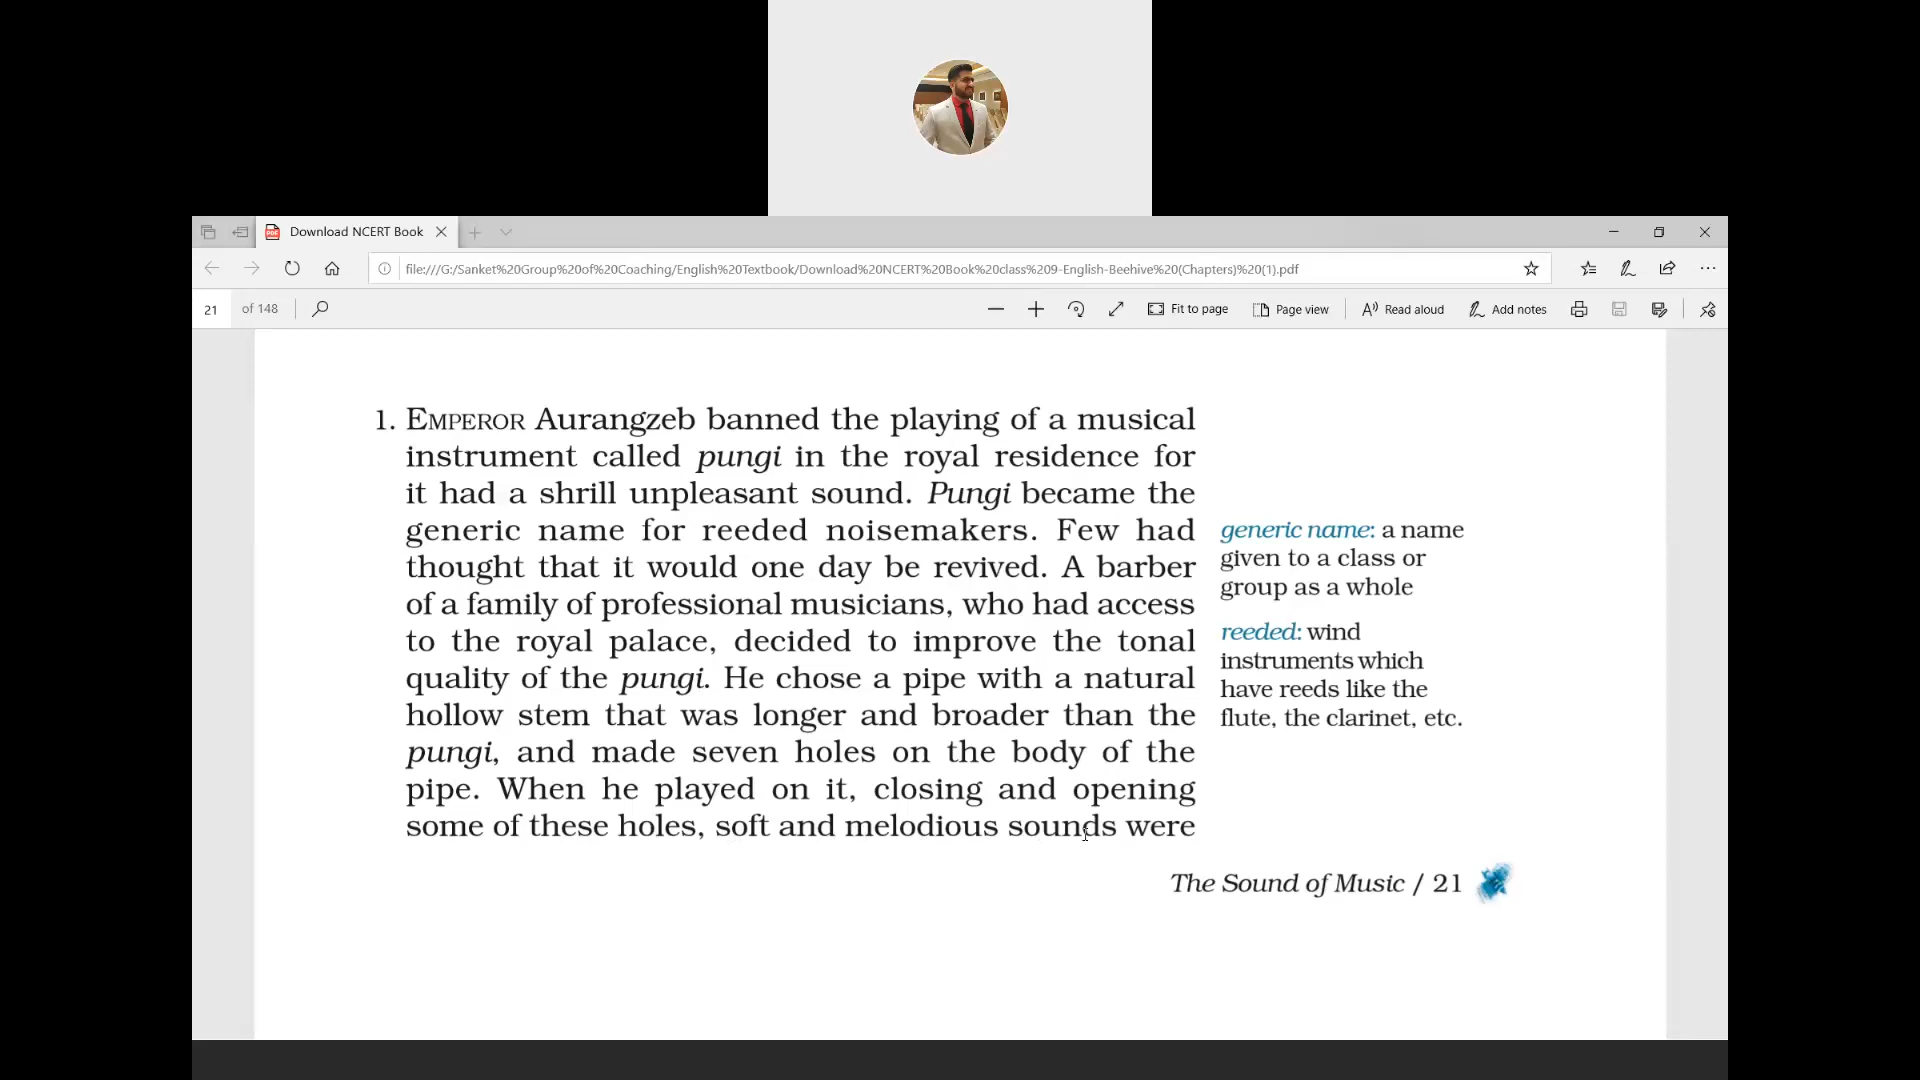 Download NCERT Book
file:///G:/Sanket%20Group%20of%20Coaching/English%20Textbook/Download%20NCERT%20Book%20class%209-English-Beehive%20(Chapters)%20(1).pdf
21 of 148
Fit to page
Page view
Read aloud
Add notes
1. EMPEROR Aurangzeb banned the playing of a musical
instrument called pungi in the royal residence for
it had a shrill unpleasant sound. Pungi became the
generic name for reeded noisemakers. Few had
thought that it would one day be revived. A barber
of a family of professional musicians, who had access
to the royal palace, decided to improve the tonal
quality of the pungi. He chose a pipe with a natural
hollow stem that was longer and broader than the
pungi, and made seven holes on the body of the
pipe. When he played on it, closing and opening
some of these holes, soft and melodious sounds were
generic name: a name
given to a class or
group as a whole
reeded: wind
instruments which
have reeds like the
flute, the clarinet, etc.
The Sound of Music / 21